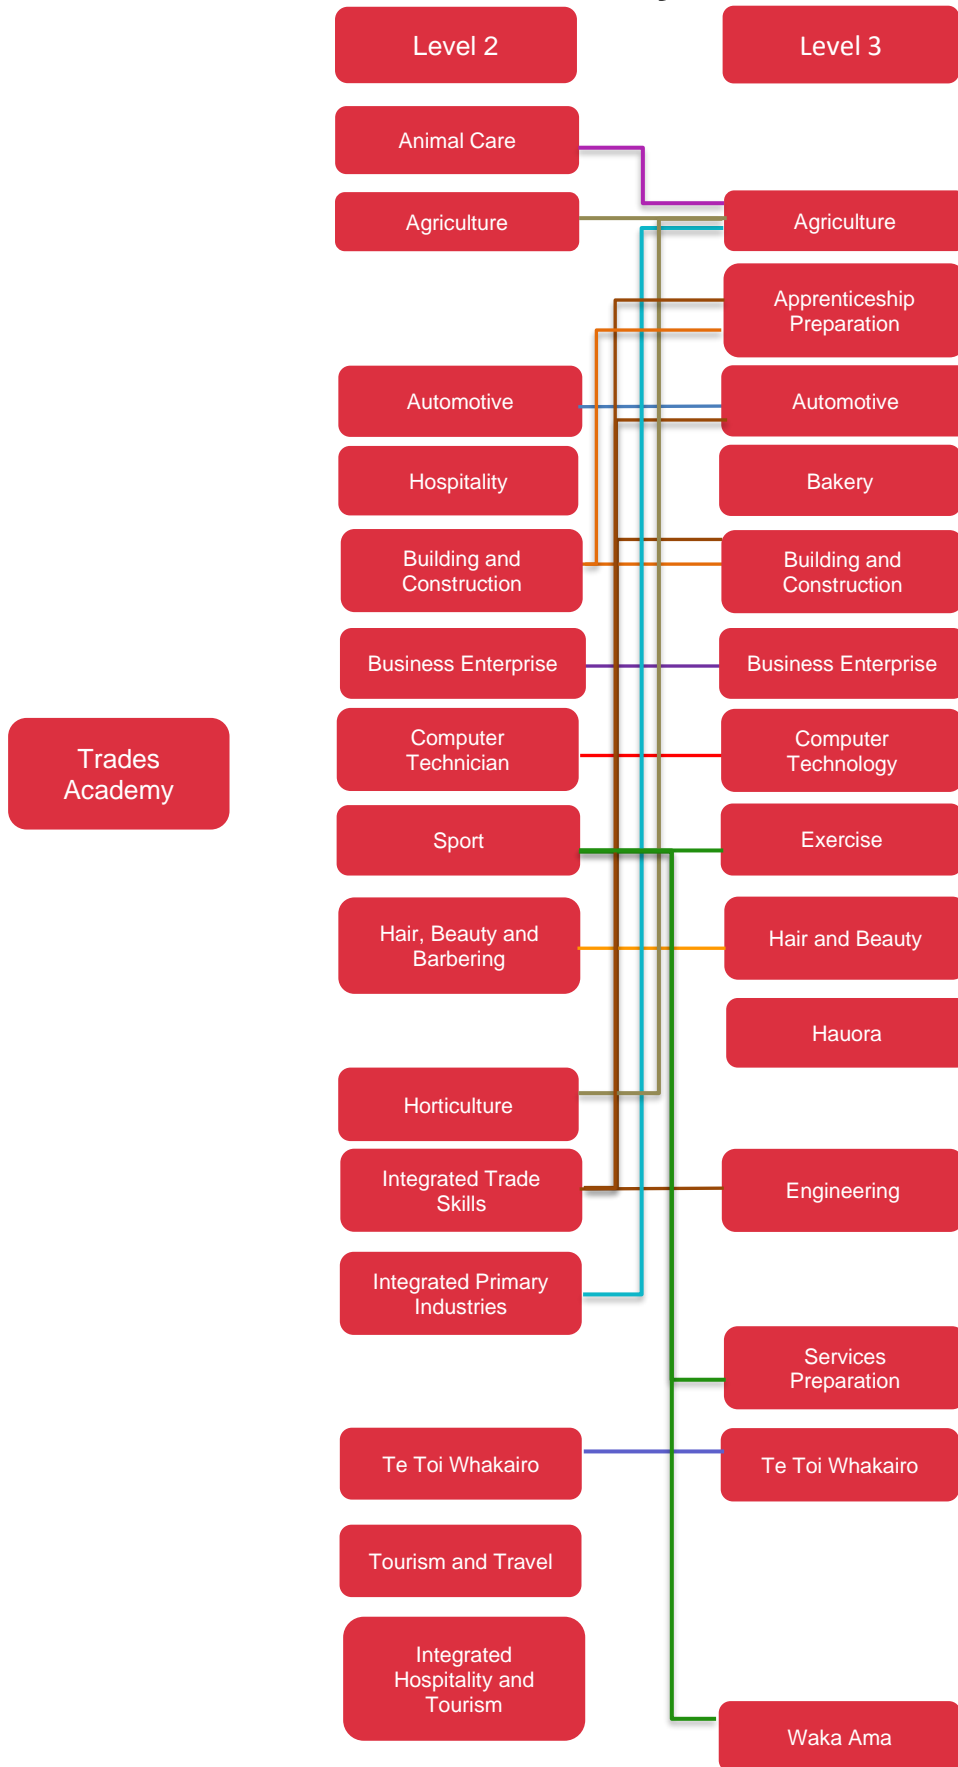 Level 2
Level 3
Animal Care
Agriculture
Agriculture
Apprenticeship
Preparation
Automotive
Automotive
Hospitality
Bakery
Building and
Construction
Building and
Construction
Business Enterprise
Business Enterprise
Trades
Academy
Computer
Technician
Computer
Technology
Sport
Exercise
Hair, Beauty and
Barbering
Hair and Beauty
Hauora
Horticulture
Integrated Trade
Skills
Engineering
Integrated Primary
Industries
Services
Preparation
Te Toi Whakairo
Te Toi Whakairo
Tourism and Travel
Integrated
Hospitality and
Tourism
Waka Ama